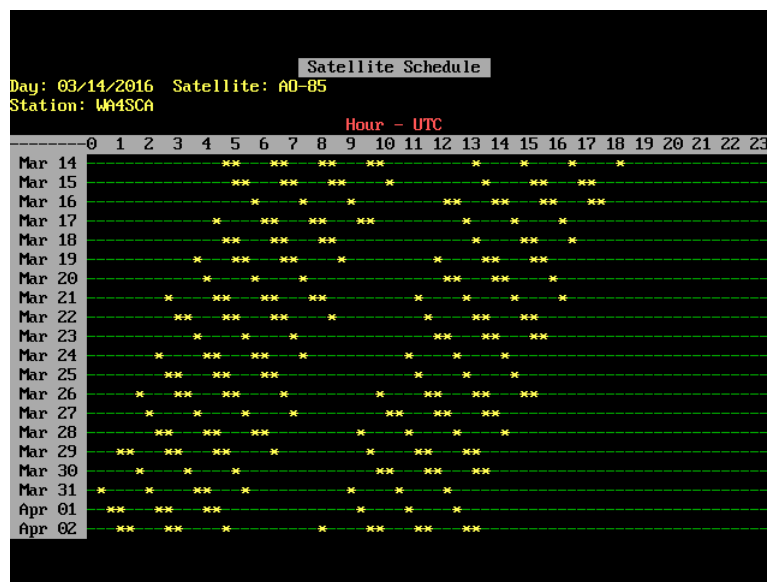 Satellite Schedule
Day: 03/14/2016 Satellite: AO-85
Station: WA4SCA
Hour - UTC
--------0 1 2 3 4 5 6 7 8 9 10 11 12 13 14 15 16 17 18 19 20 21 22 23
Mar 14
Mar 15
Mar 16
Mar 17
Mar 18
Mar 19
Mar 20
Mar 21
Mar 22
Mar 23
Mar 24
Mar 25
Mar 26
Mar 27
Mar 28
Mar 29
Mar 30
Mar 31
Apr 01
Apr 02